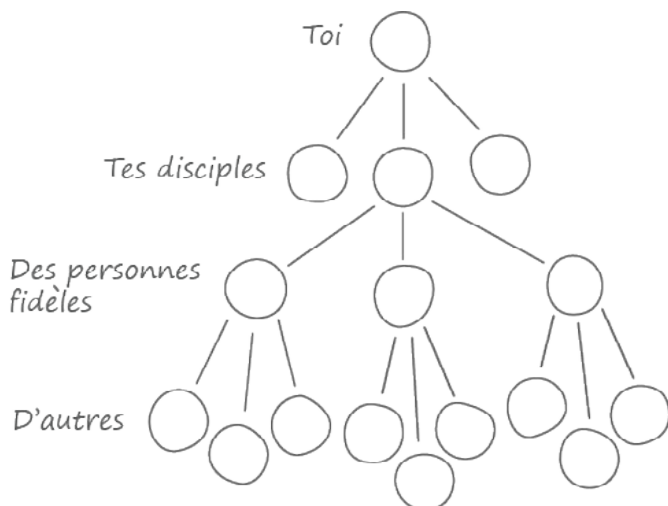 Toi
Tes disciples
Des personnes
fidèles
D'autres